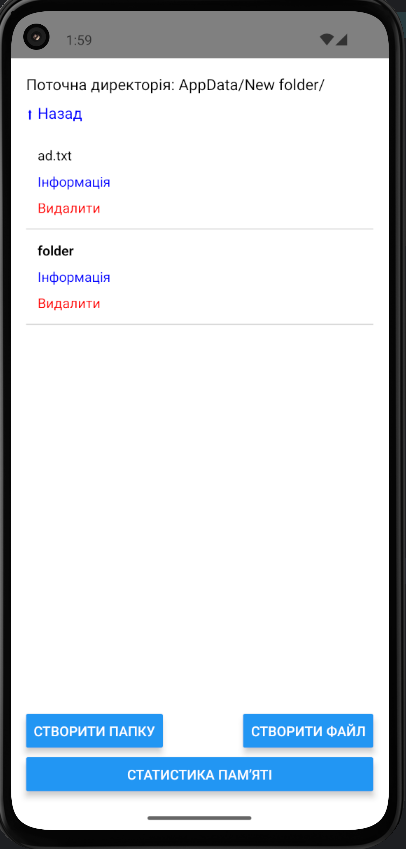 1:59
Поточна директорія: AppData/New folder/
⭡ Назад
ad.txt
Інформація
Видалити
folder
Інформація
Видалити
СТВОРИТИ ПАПКУ СТВОРИТИ ФАЙЛ
СТАТИСТИКА ПАМ'ЯТІ